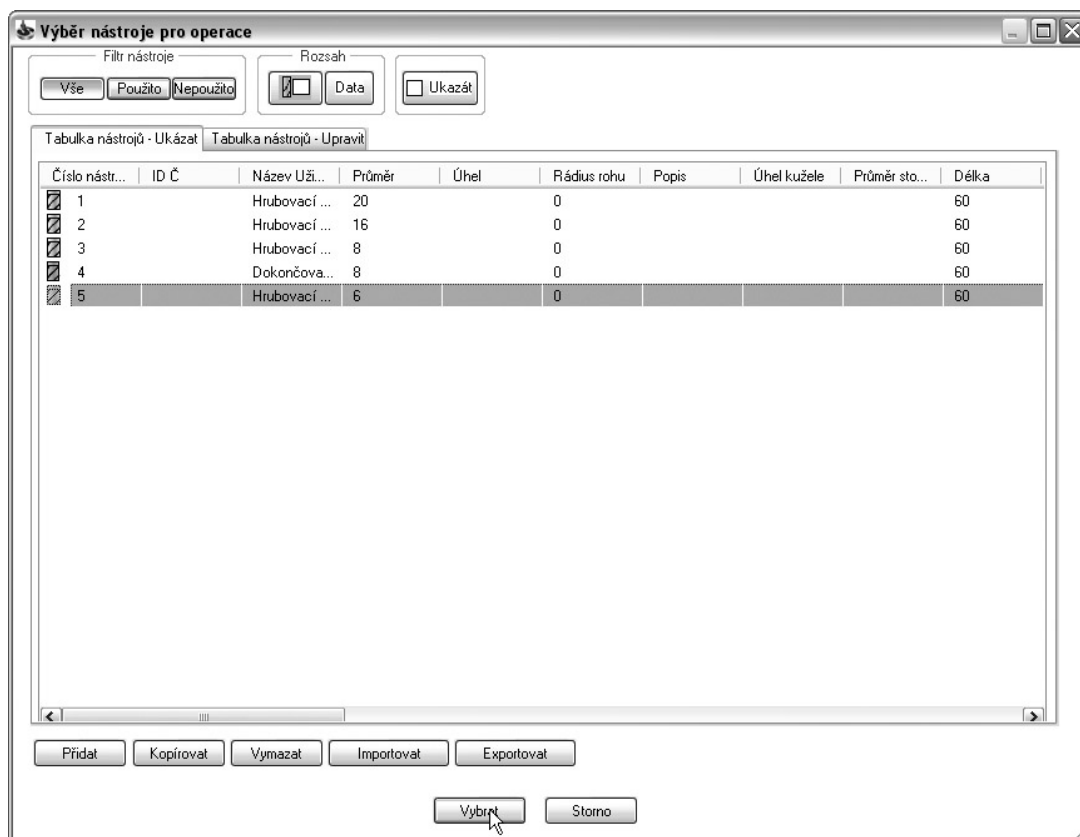 Výběr nástroje pro operace
Filtr nástroje Rozsah
Vše Použito Nepoužito Data Ukazát
Tabulka nástrojů - Ukázat Tabulka nástrojů - Upravit
Číslo nástr... ID Č Název Uži... Průměr Úhel Rádius rohu Popis Úhel kužele Průměr sto... Délka
1 Hrubovací ... 20 0 60
2 Hrubovací ... 16 0 60
3 Hrubovací ... 8 0 60
4 Dokončova... 8 0 60
5 Hrubovací ... 6 0 60
Přidat Kopírovat Vymazat Importovat Exportovat
Vybrat Storno